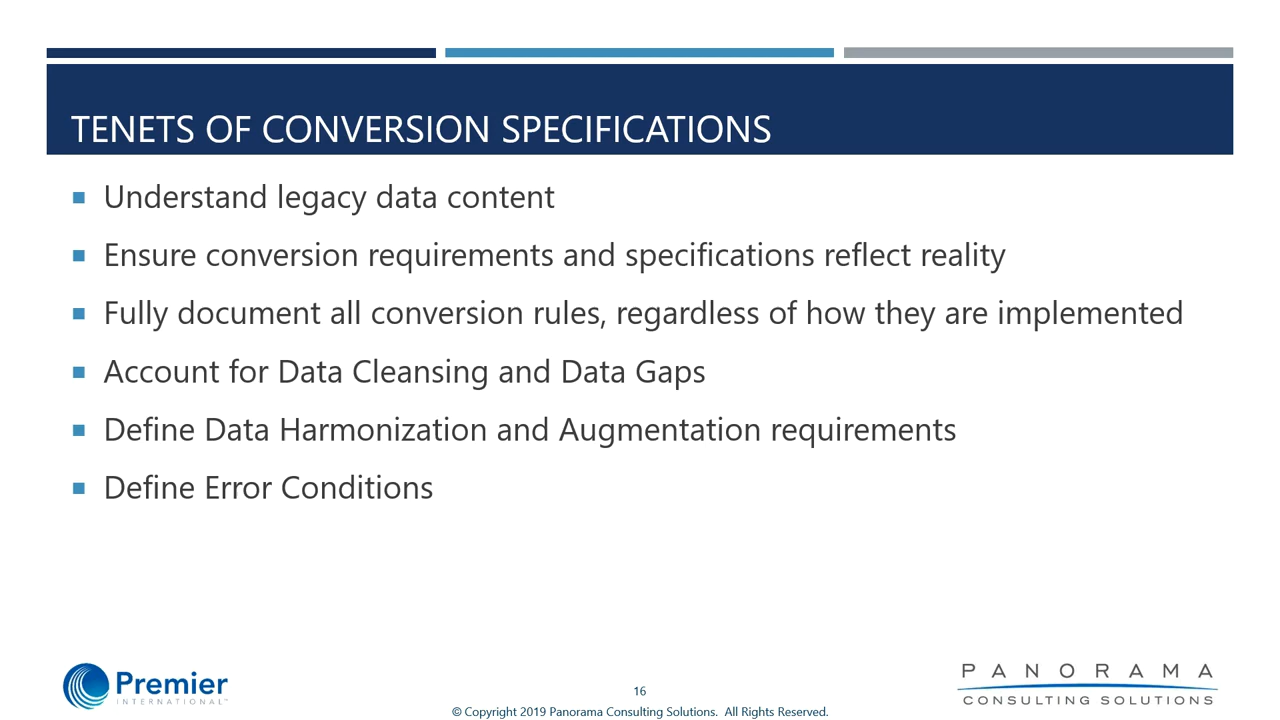 TENETS OF CONVERSION SPECIFICATIONS
Understand legacy data content
Ensure conversion requirements and specifications reflect reality
Fully document all conversion rules, regardless of how they are implemented
Account for Data Cleansing and Data Gaps
Define Data Harmonization and Augmentation requirements
Define Error Conditions
Premier
INTERNATIONAL™
16
© Copyright 2019 Panorama Consulting Solutions. All Rights Reserved.
PANORAMA
CONSULTING SOLUTIONS